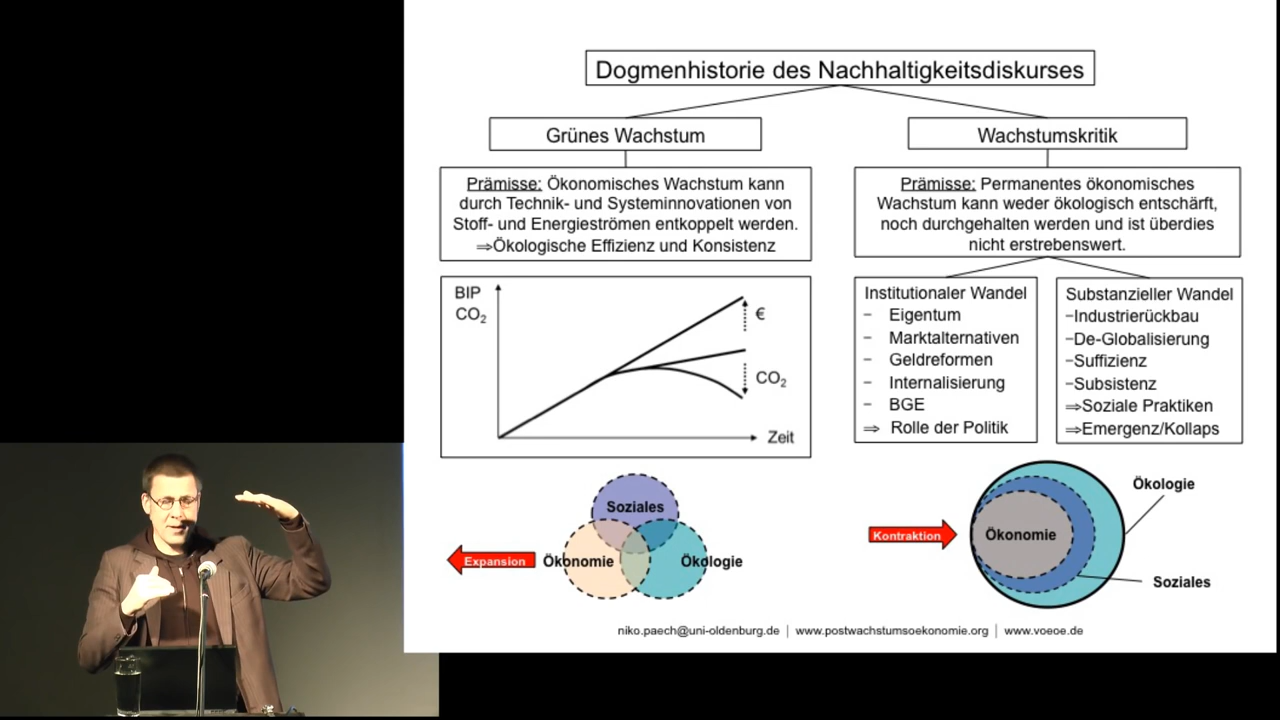 Dogmenhistorie des Nachhaltigkeitsdiskurses
Grünes Wachstum
Prämisse: Ökonomisches Wachstum kann
durch Technik- und Systeminnovationen von
Stoff- und Energieströmen entkoppelt werden.
⇒Ökologische Effizienz und Konsistenz
BIP
CO₂
€
CO₂
Zeit
Soziales
Ökonomie
Ökologie
Expansion
Wachstumskritik
Prämisse: Permanentes ökonomisches
Wachstum kann weder ökologisch entschärft,
noch durchgehalten werden und ist überdies
nicht erstrebenswert.
Institutionaler Wandel
– Eigentum
– Marktalternativen
– Geldreformen
– Internalisierung
– BGE
⇒ Rolle der Politik
Substanzieller Wandel
–Industrierückbau
–De-Globalisierung
–Suffizienz
–Subsistenz
⇒Soziale Praktiken
⇒Emergenz/Kollaps
Kontraktion
Ökonomie
Ökologie
Soziales
niko.paech@uni-oldenburg.de | www.postwachstumsoekonomie.org | www.voeoe.de